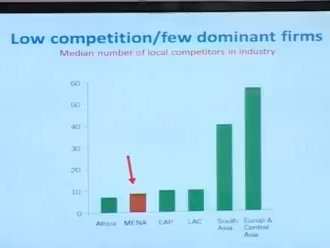 Low competition/few dominant firms
Median number of local competitors in industry
60
50
40
30
20
10
0
Africa MENA EAP LAC South Asia Europ & Central Asia